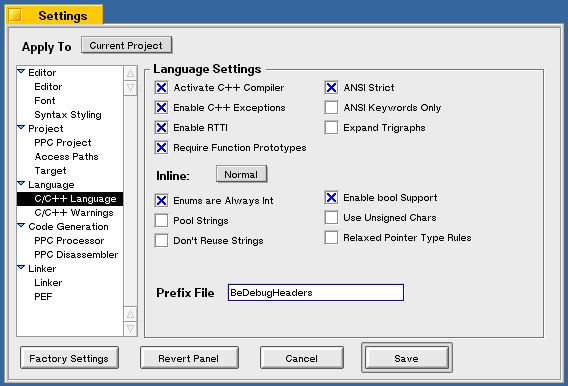 Settings
Apply To Current Project
Editor
Editor
Font
Syntax Styling
Project
PPC Project
Access Paths
Target
Language
C/C++ Language
C/C++ Warnings
Code Generation
PPC Processor
PPC Disassembler
Linker
Linker
PEF
Language Settings
Activate C++ Compiler ANSI Strict
Enable C++ Exceptions ANSI Keywords Only
Enable RTTI Expand Trigraphs
Require Function Prototypes
Inline: Normal
Enums are Always Int Enable bool Support
Pool Strings Use Unsigned Chars
Don't Reuse Strings Relaxed Pointer Type Rules
Prefix File BeDebugHeaders
Factory Settings Revert Panel Cancel Save